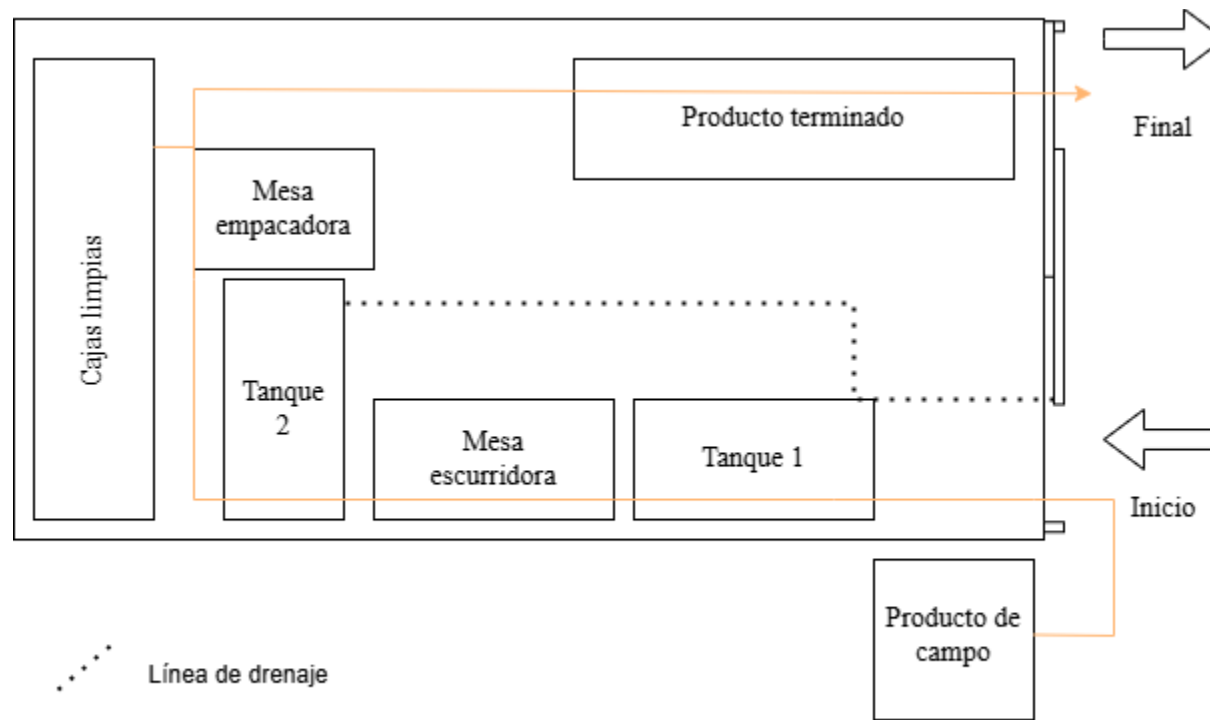 Producto terminado
Final
Mesa
empacadora
Cajas limpias
Tanque
2
Mesa
escurridora
Tanque 1
Inicio
Producto de
campo
Línea de drenaje